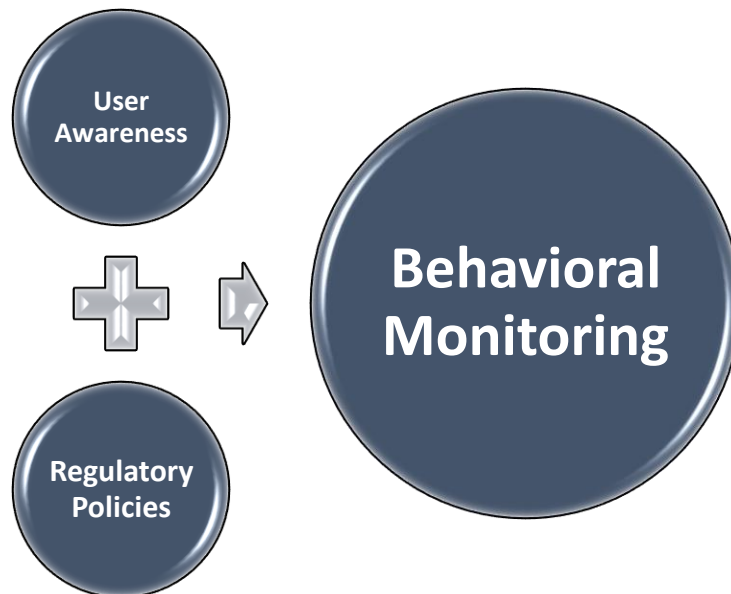 User
Awareness
Regulatory
Policies
Behavioral
Monitoring